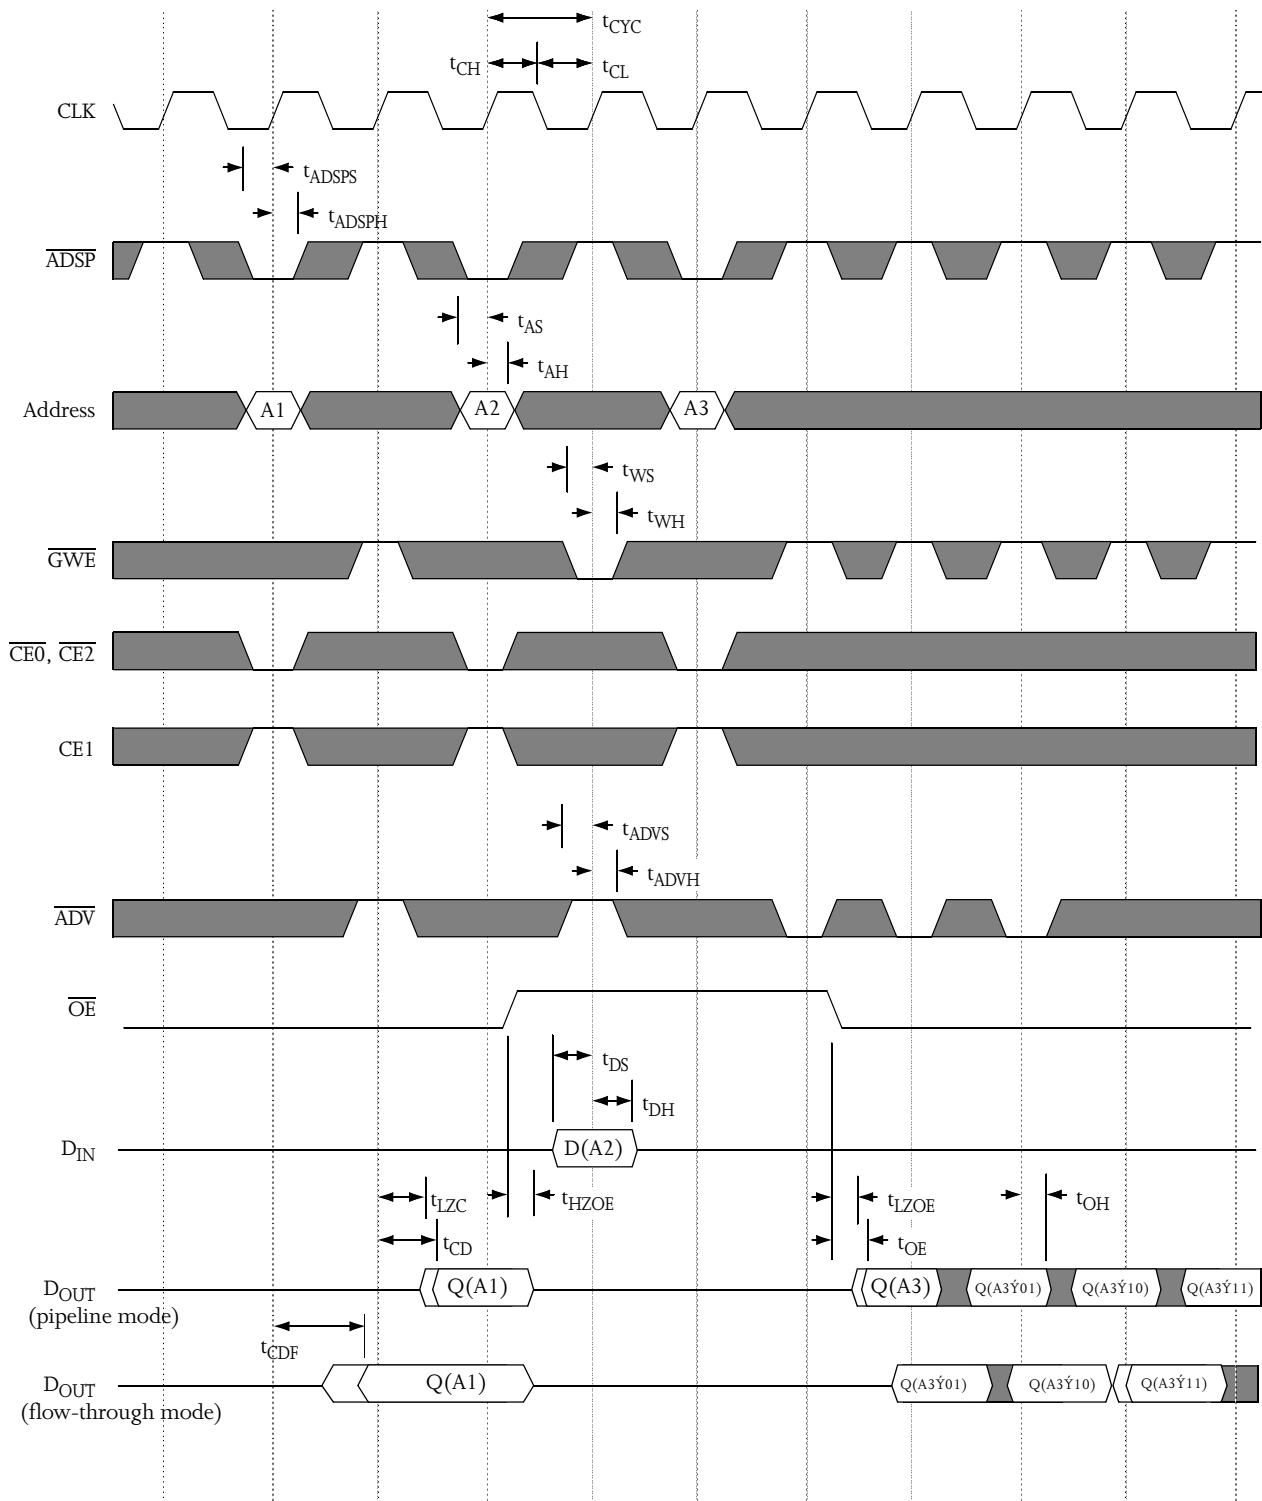 tCYC
tCH tCL
CLK
tADSPS
tADSPH
ADSP
tAS
tAH
Address A1 A2 A3
tWS
tWH
GWE
CE0, CE2
CE1
tADVS
tADVH
ADV
OE
tDS
tDH
DIN D(A2)
tLZC tHZOE tLZOE tOH
tCD tOE
DOUT Q(A1) Q(A3) Q(A3Ý01) Q(A3Ý10) Q(A3Ý11)
(pipeline mode)
tCDF
DOUT Q(A1) Q(A3Ý01) Q(A3Ý10) Q(A3Ý11)
(flow-through mode)